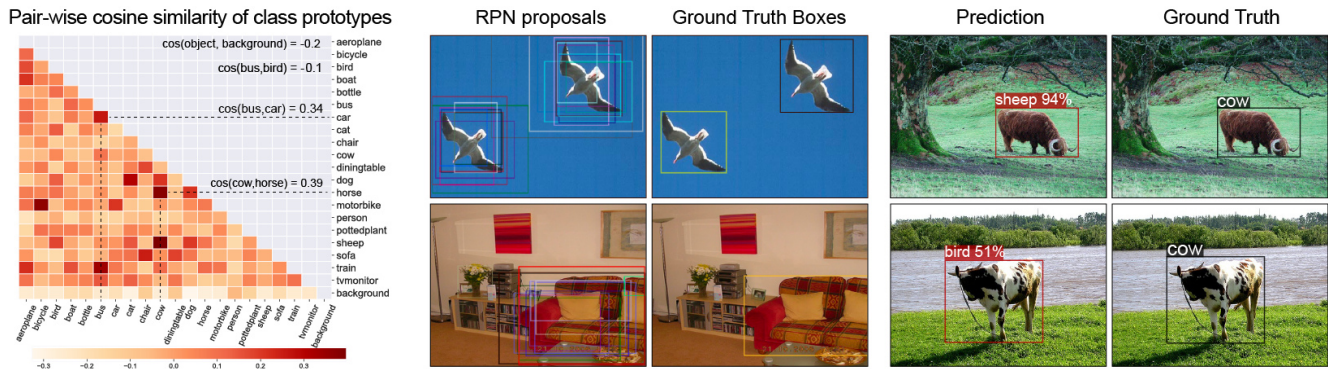 Pair-wise cosine similarity of class prototypes
RPN proposals
Ground Truth Boxes
Prediction
Ground Truth
cos(object, background) = -0.2
cos(bus,bird) = -0.1
cos(bus,car) = 0.34
cos(cow,horse) = 0.39
aeroplane
bicycle
bird
boat
bottle
bus
car
cat
chair
cow
diningtable
dog
horse
motorbike
person
pottedplant
sheep
sofa
train
tvmonitor
background
aeroplane
bicycle
bird
boat
bottle
bus
car
cat
chair
cow
diningtable
dog
horse
motorbike
person
pottedplant
sheep
sofa
train
tvmonitor
background
−0.3
−0.2
−0.1
0.0
0.1
0.2
0.3
sheep 94%
cow
bird 51%
cow